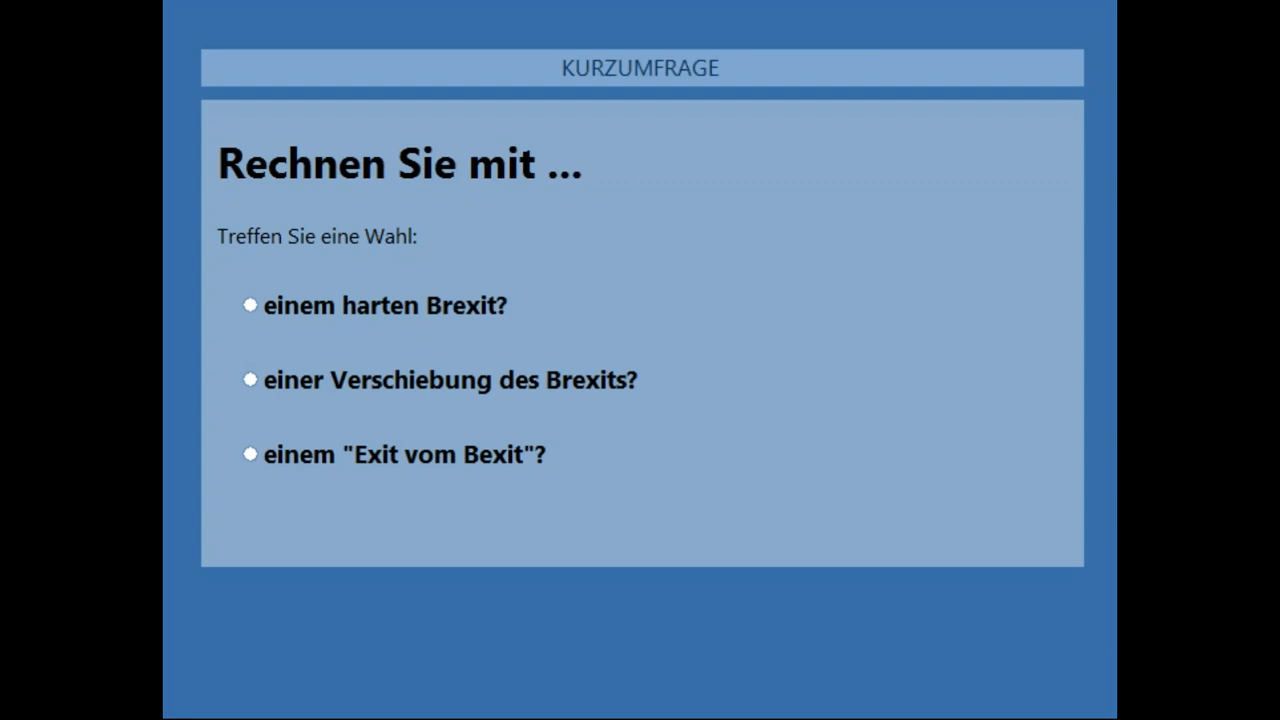 KURZUMFRAGE
Rechnen Sie mit ...
Treffen Sie eine Wahl:
einem harten Brexit?
einer Verschiebung des Brexits?
einem "Exit vom Bexit"?